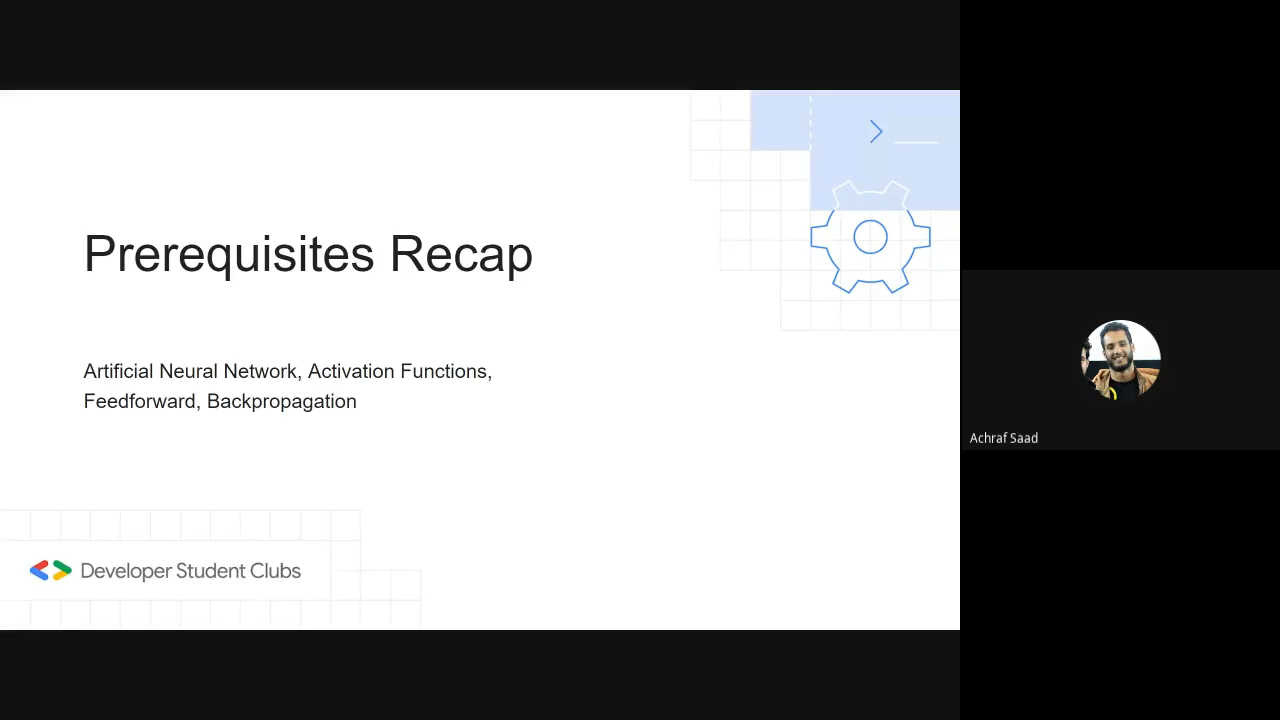 Prerequisites Recap
Artificial Neural Network, Activation Functions,
Feedforward, Backpropagation
Developer Student Clubs
Achraf Saad